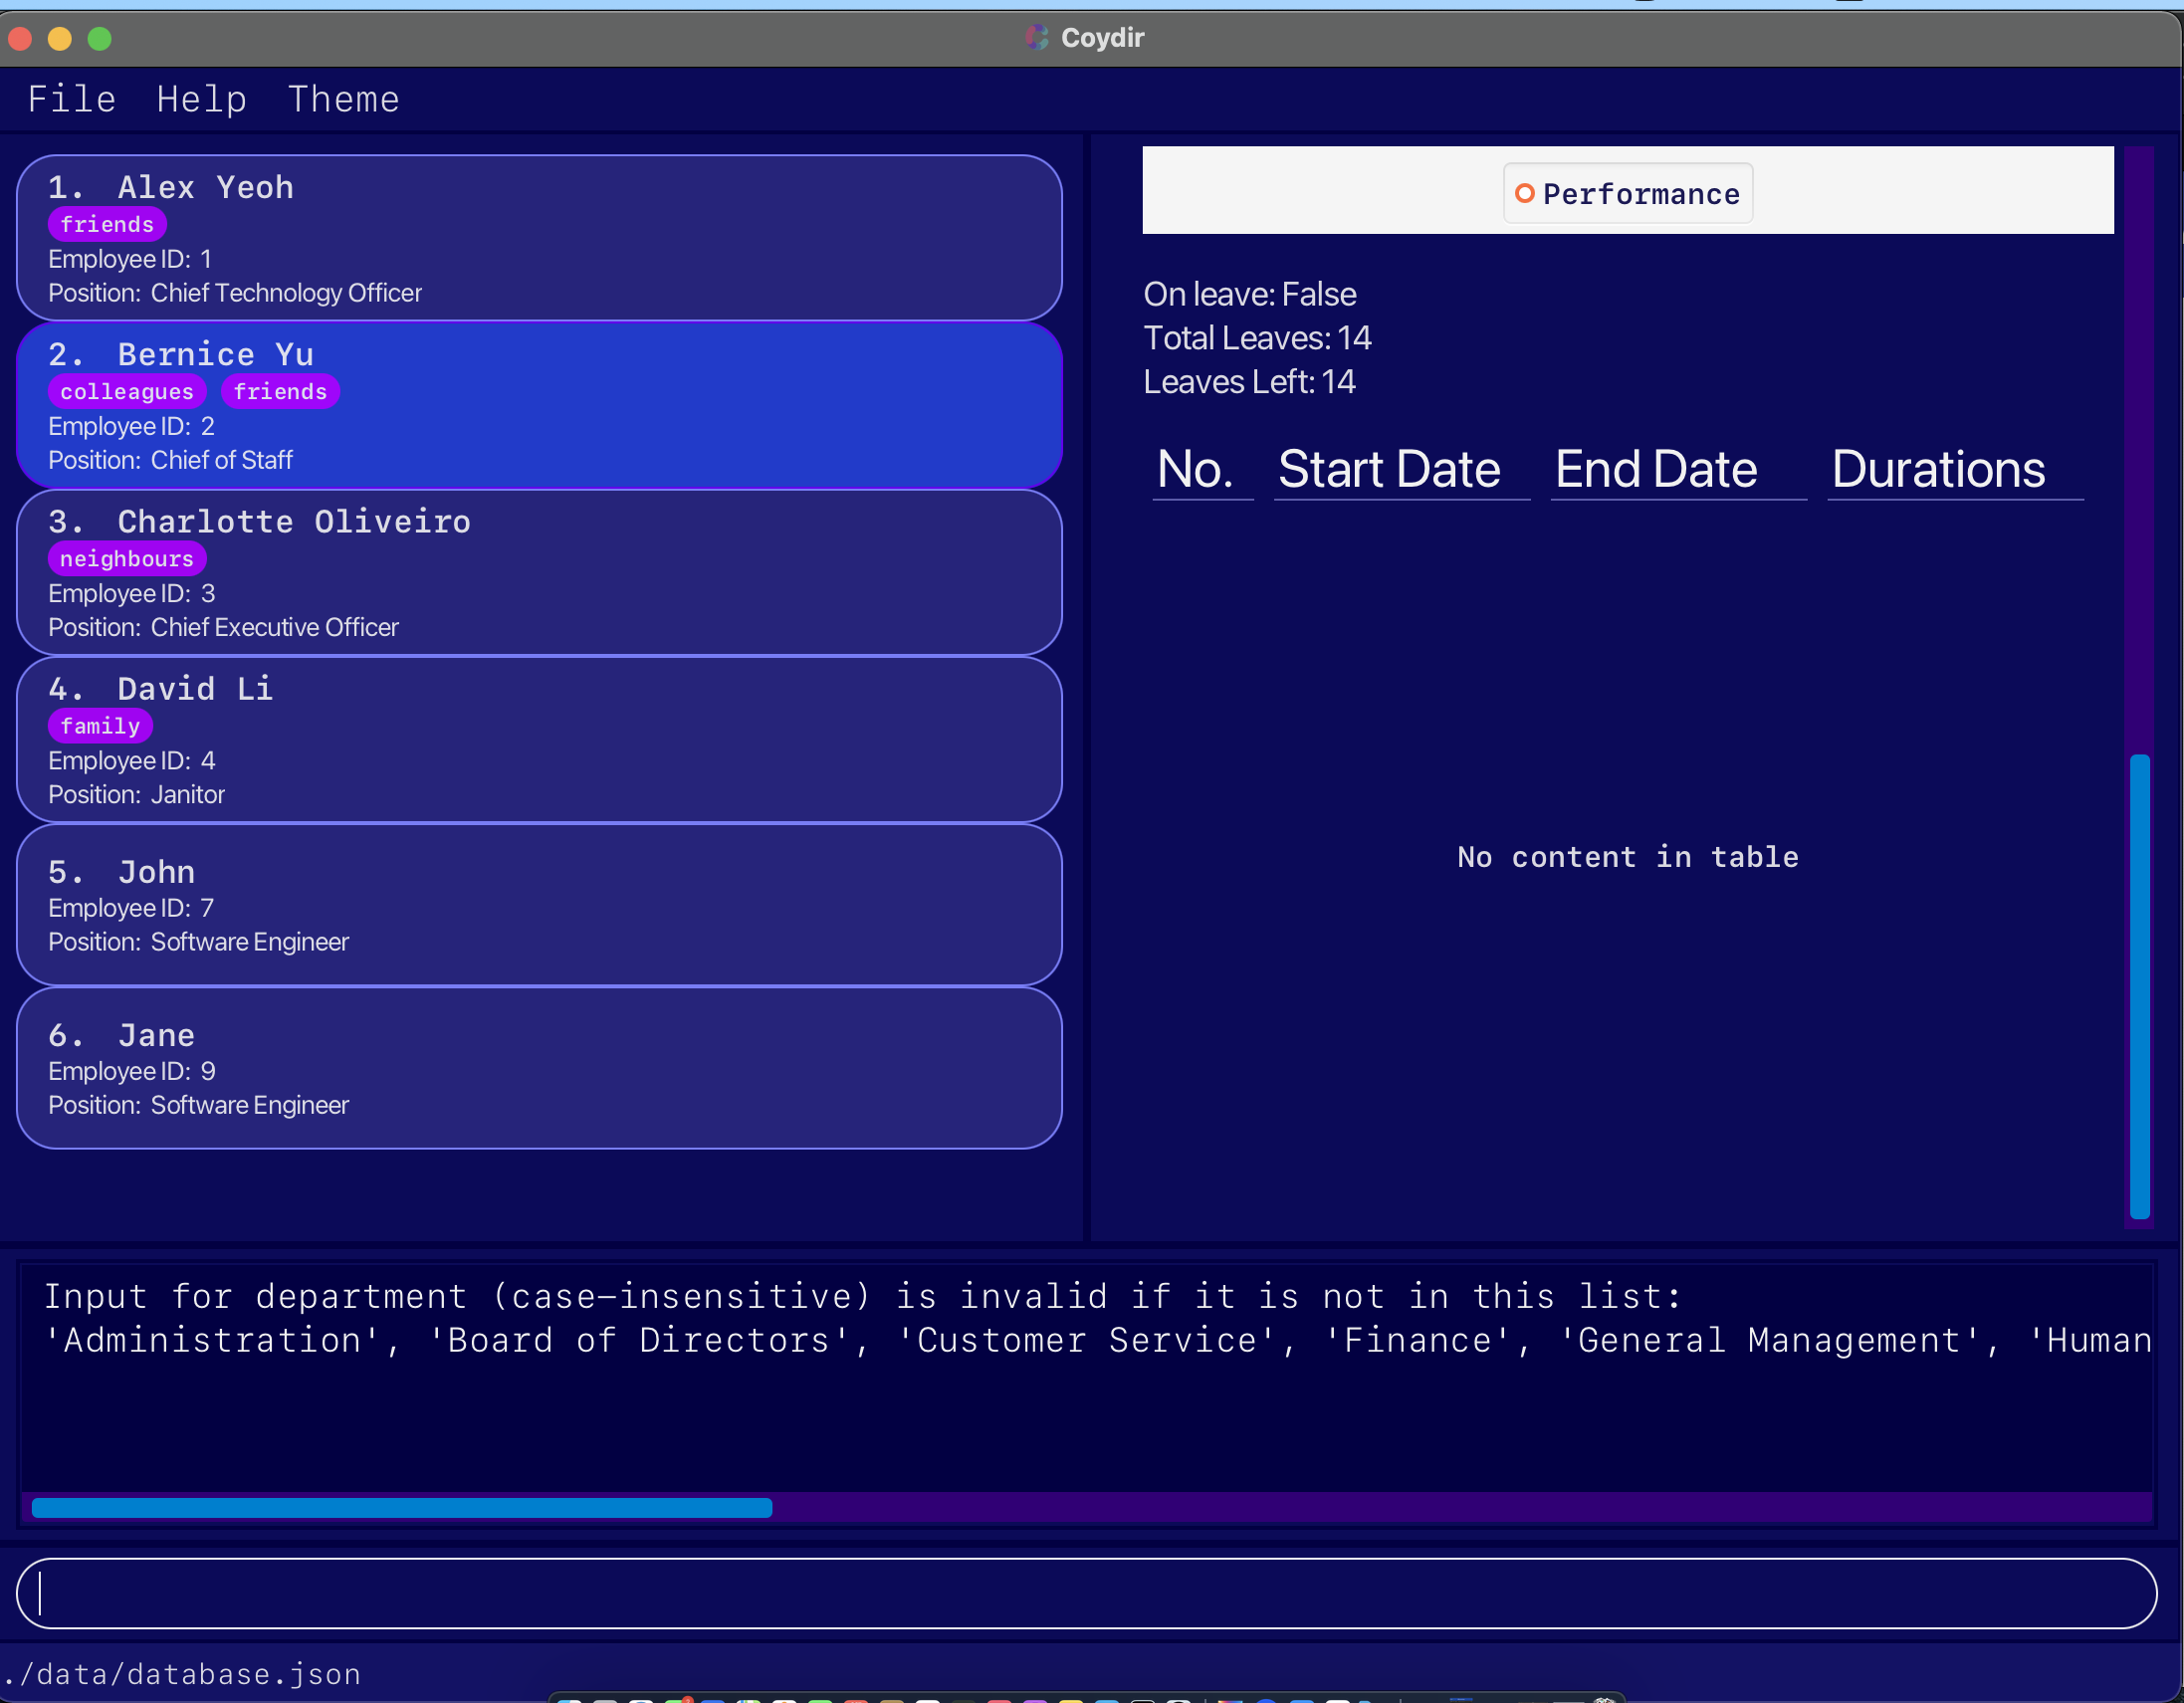 Coydir
File Help Theme
1. Alex Yeoh
friends
Employee ID: 1
Position: Chief Technology Officer
2. Bernice Yu
colleagues friends
Employee ID: 2
Position: Chief of Staff
3. Charlotte Oliveiro
neighbours
Employee ID: 3
Position: Chief Executive Officer
4. David Li
family
Employee ID: 4
Position: Janitor
5. John
Employee ID: 7
Position: Software Engineer
6. Jane
Employee ID: 9
Position: Software Engineer
Performance
On leave: False
Total Leaves: 14
Leaves Left: 14
No. Start Date End Date Durations
No content in table
Input for department (case-insensitive) is invalid if it is not in this list:
'Administration', 'Board of Directors', 'Customer Service', 'Finance', 'General Management', 'Human
./data/database.json